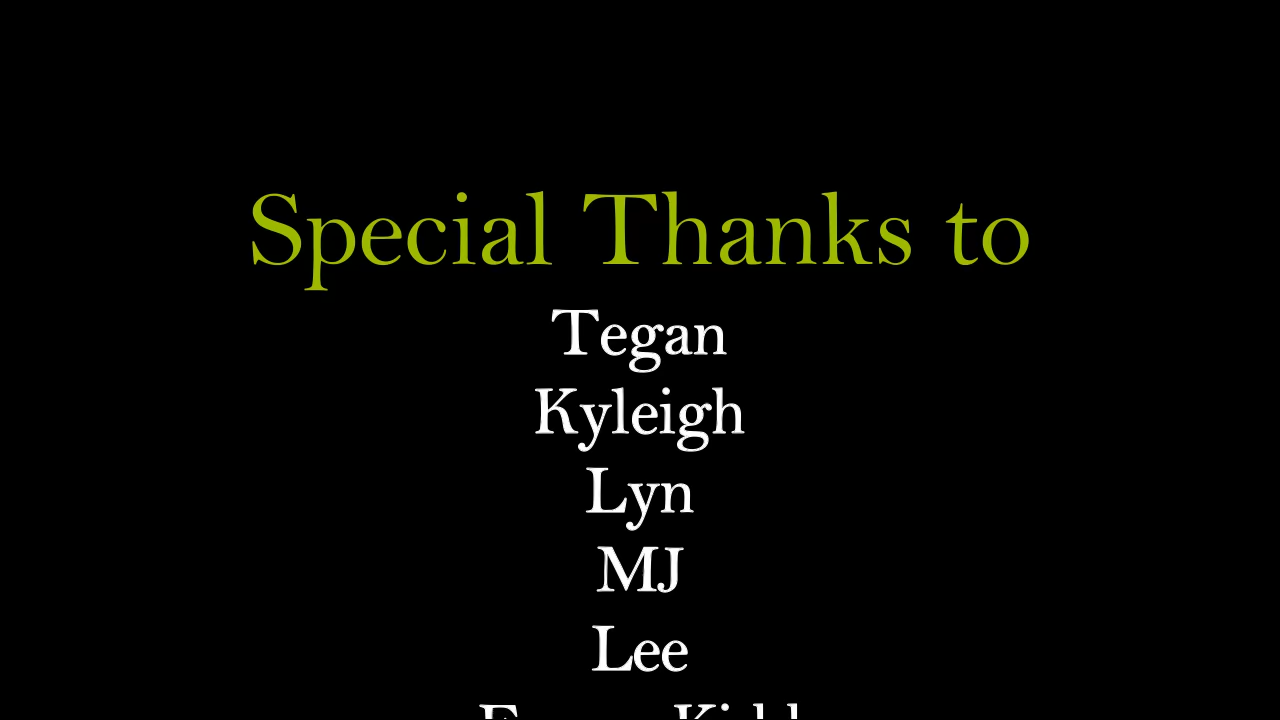 Special Thanks to
Tegan
Kyleigh
Lyn
MJ
Lee